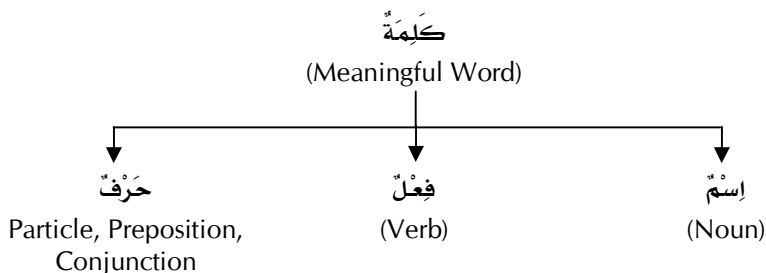 كَلِمَةٌ
(Meaningful Word)
حَرْفٌ فِعْلٌ اِسْمٌ
Particle, Preposition, (Verb) (Noun)
Conjunction